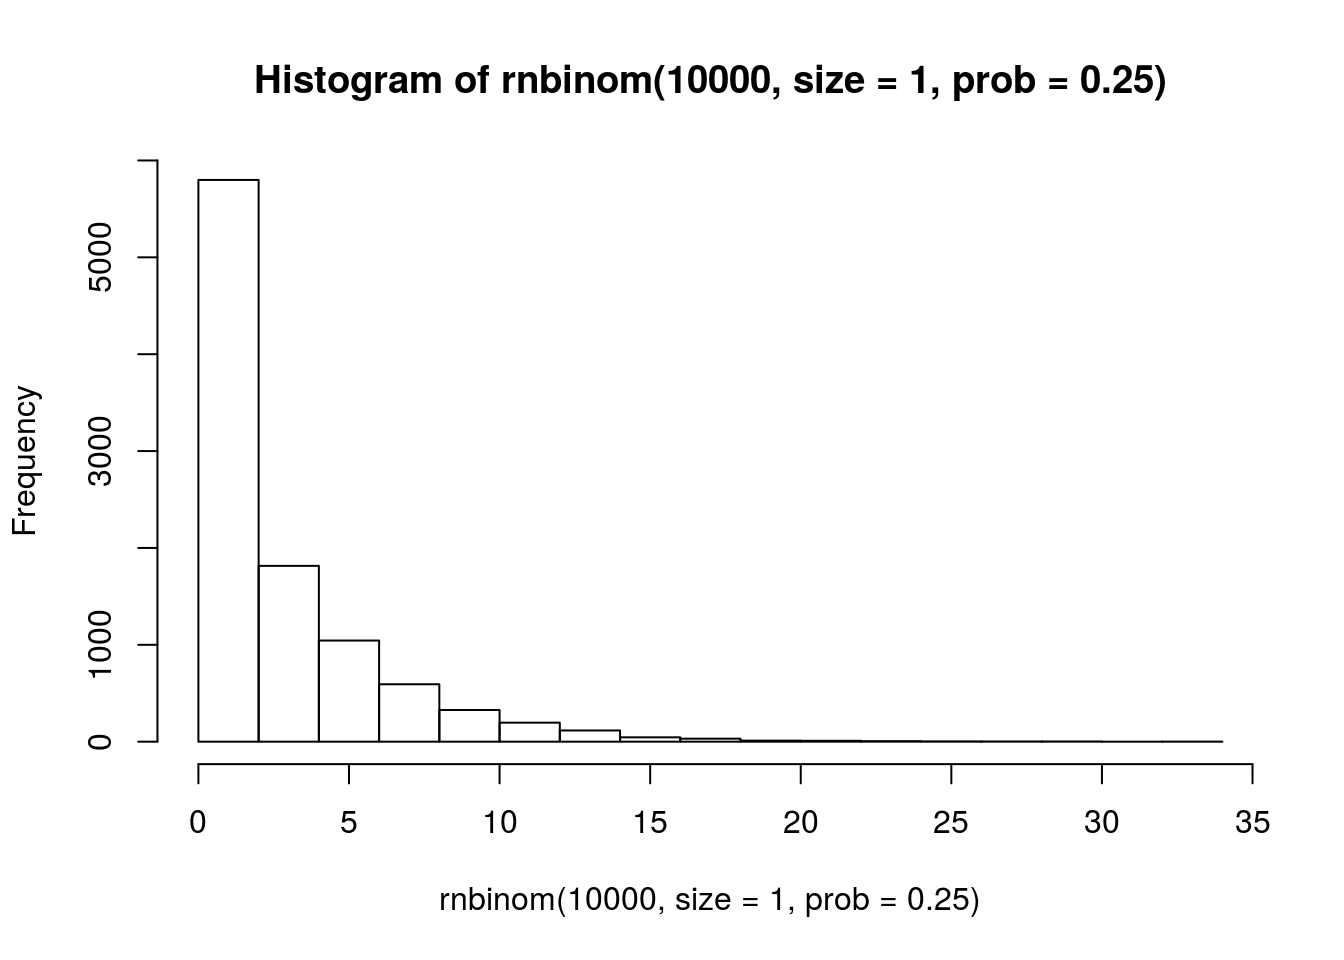 Histogram of rnbinom(10000, size = 1, prob = 0.25)
Frequency
5000
3000
1000
0
0 5 10 15 20 25 30 35
rnbinom(10000, size = 1, prob = 0.25)